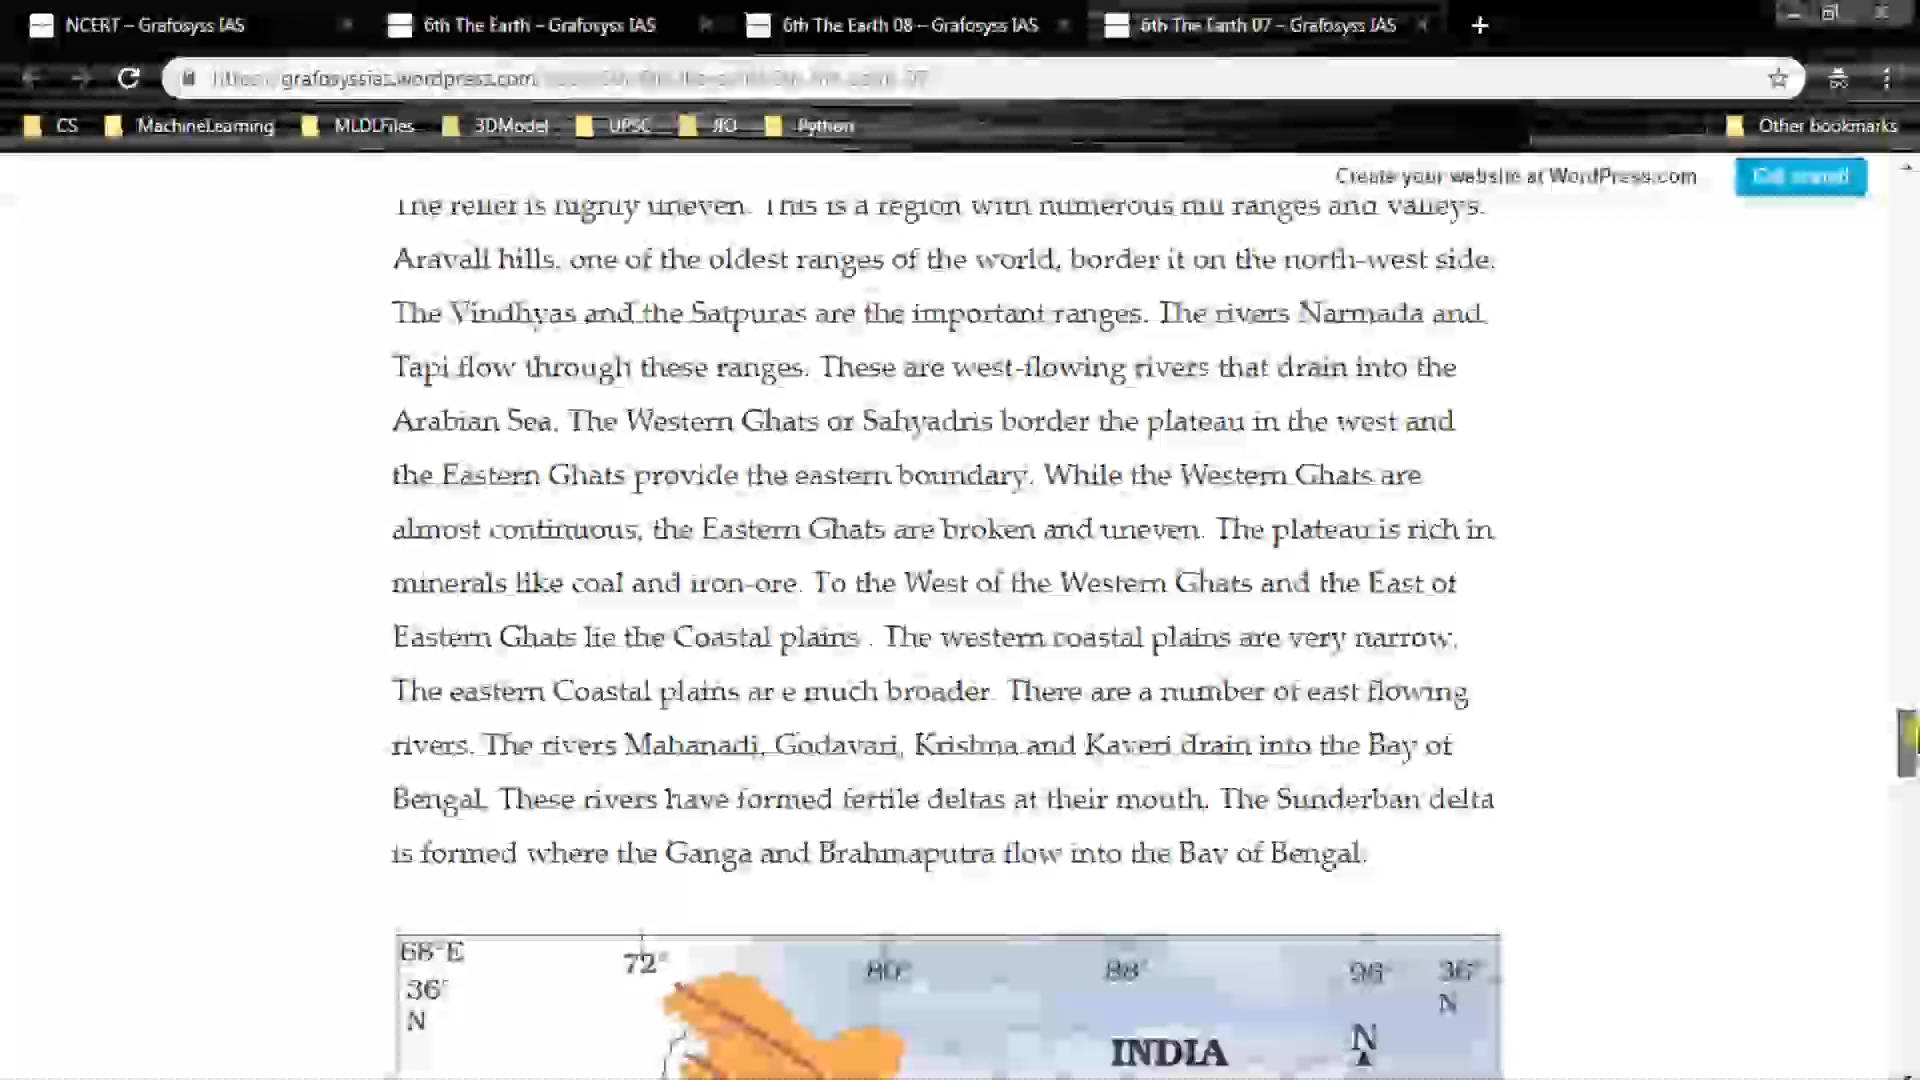 NCERT – Grafosyss IAS
6th The Earth – Grafosyss IAS
6th The Earth 08 – Grafosyss IAS
6th The Earth 07 – Grafosyss IAS
grafosyssias.wordpress.com
CS MachineLearning MLDLFiles 3DModel UPSC JIO Python Other bookmarks
Create your website at WordPress.com
Get started
The relief is highly uneven. This is a region with numerous hill ranges and valleys.
Aravali hills, one of the oldest ranges of the world, border it on the north-west side.
The Vindhyas and the Satpuras are the important ranges. The rivers Narmada and
Tapi flow through these ranges. These are west-flowing rivers that drain into the
Arabian Sea. The Western Ghats or Sahyadris border the plateau in the west and
the Eastern Ghats provide the eastern boundary. While the Western Ghats are
almost continuous, the Eastern Ghats are broken and uneven. The plateau is rich in
minerals like coal and iron-ore. To the West of the Western Ghats and the East of
Eastern Ghats lie the Coastal plains . The western coastal plains are very narrow.
The eastern Coastal plains ar e much broader. There are a number of east flowing
rivers. The rivers Mahanadi, Godavari, Krishna and Kaveri drain into the Bay of
Bengal. These rivers have formed fertile deltas at their mouth. The Sunderban delta
is formed where the Ganga and Brahmaputra flow into the Bay of Bengal.
68°E 72° 80° 88° 96° 36°
36° N
N
INDIA N